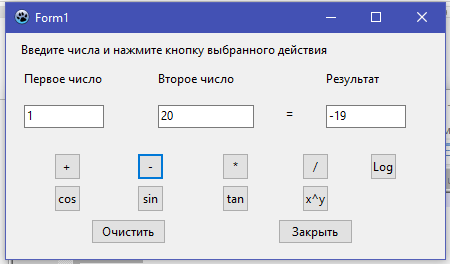 Form1
Введите числа и нажмите кнопку выбранного действия
Первое число Второе число Результат
1 20 = -19
+ - * / Log
cos sin tan x^y
Очистить Закрыть